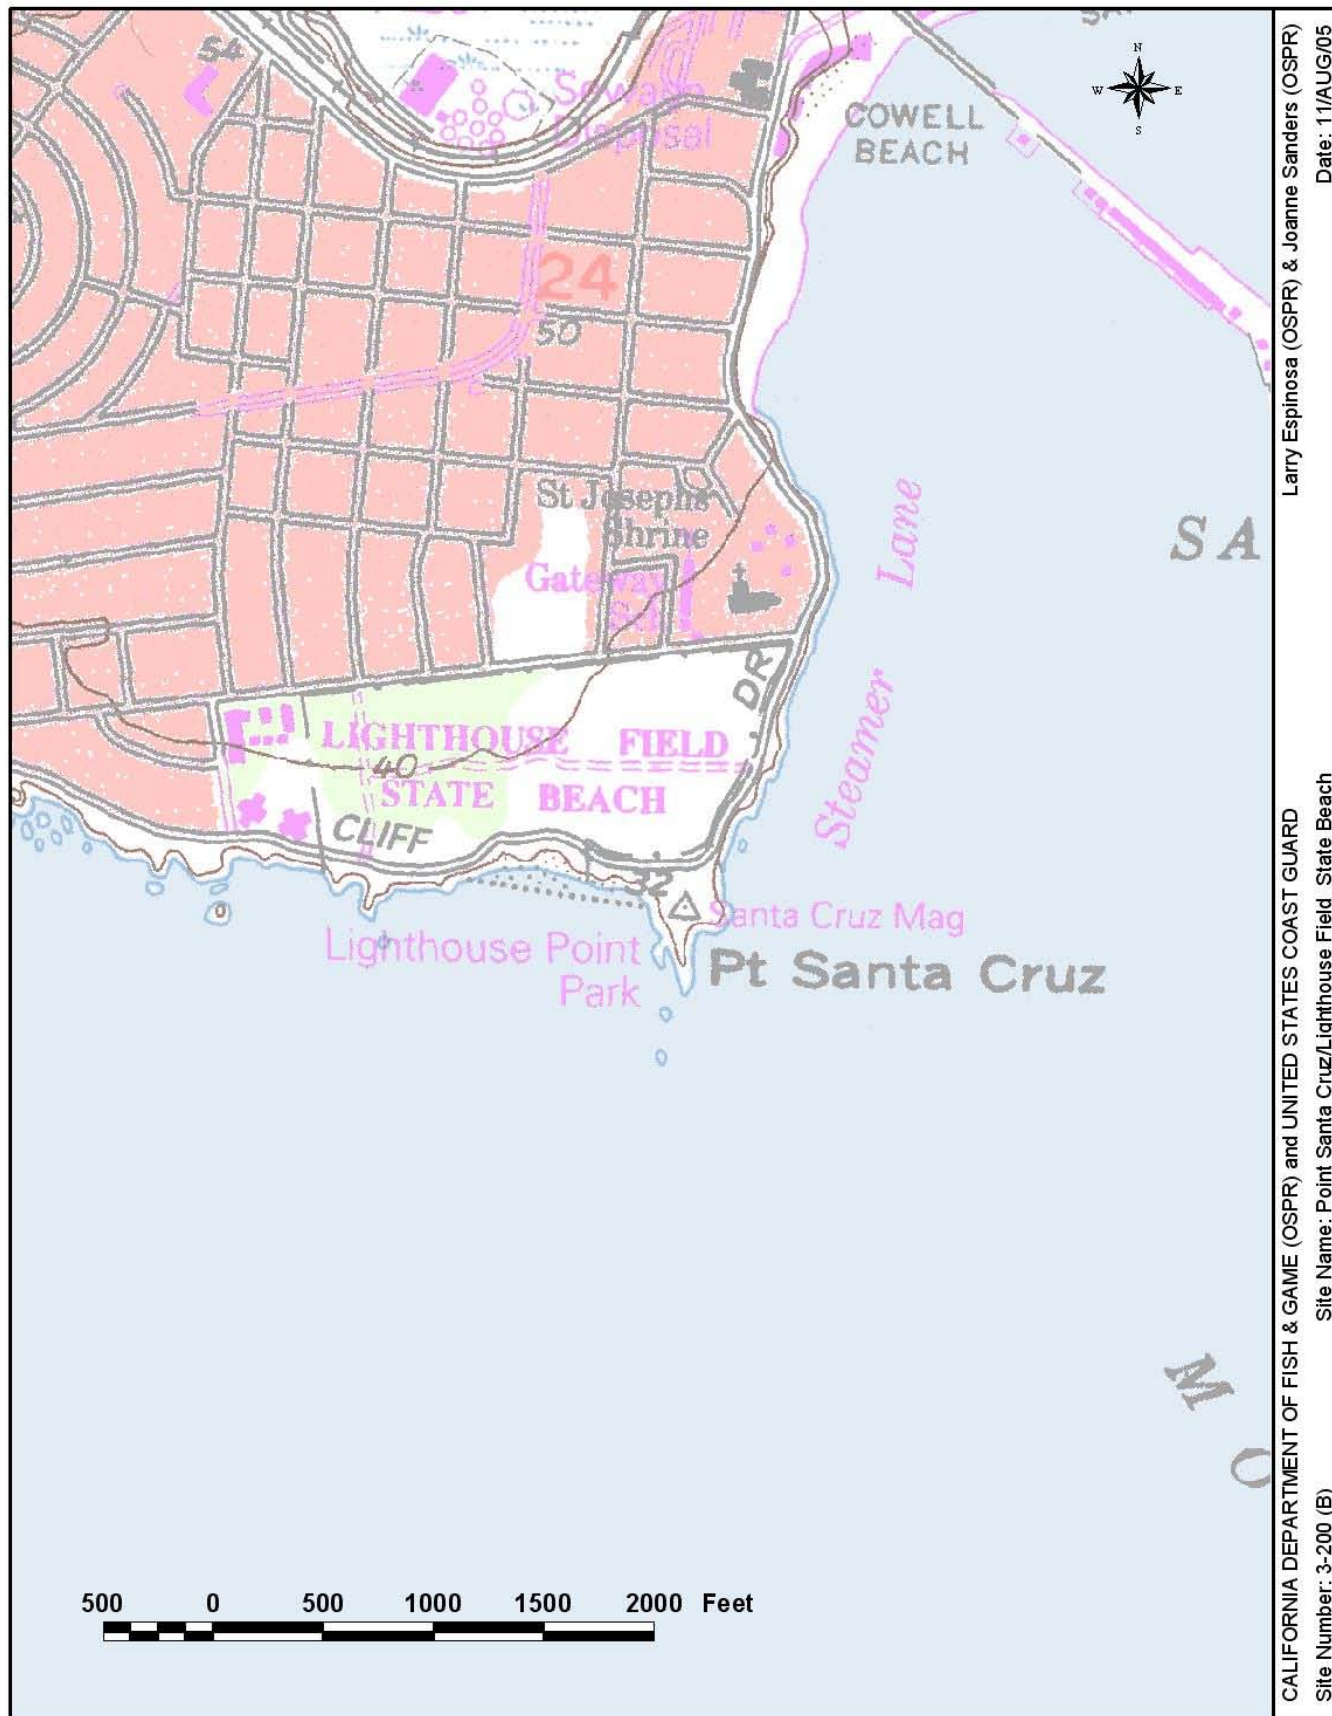 54
Sewage
Disposal
COWELL
BEACH
N
W E
S
24
50
St Josephs
Shrine
Gateway
Sch
Steamer Lane
SA
DR
LIGHTHOUSE FIELD
40
STATE BEACH
CLIFF
32
Santa Cruz Mag
Lighthouse Point
Park
Pt Santa Cruz
M
O
500 0 500 1000 1500 2000 Feet
CALIFORNIA DEPARTMENT OF FISH & GAME (OSPR) and UNITED STATES COAST GUARD Larry Espinosa (OSPR) & Joanne Sanders (OSPR)
Site Number: 3-200 (B) Site Name: Point Santa Cruz/Lighthouse Field State Beach Date: 11/AUG/05